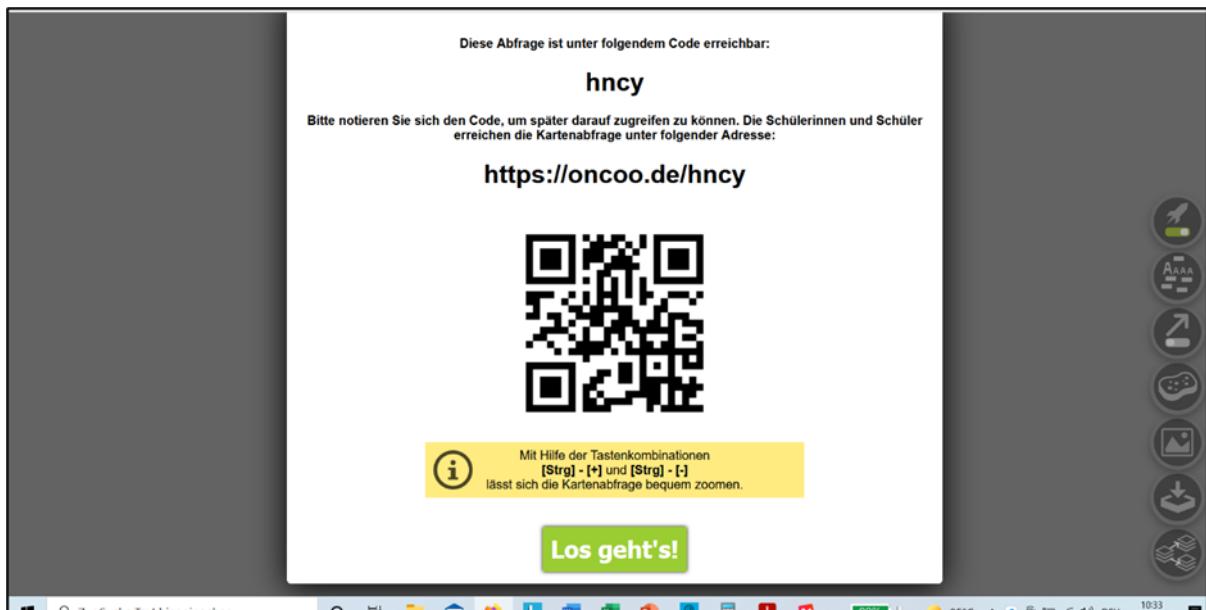 Diese Abfrage ist unter folgendem Code erreichbar:
hncy
Bitte notieren Sie sich den Code, um später darauf zugreifen zu können. Die Schülerinnen und Schüler
erreichen die Kartenabfrage unter folgender Adresse:
https://oncoo.de/hncy
AAAA
Mit Hilfe der Tastenkombinationen
[Strg] - [+] und [Strg] - [-]
lässt sich die Kartenabfrage bequem zoomen.
Los geht's!
10:33